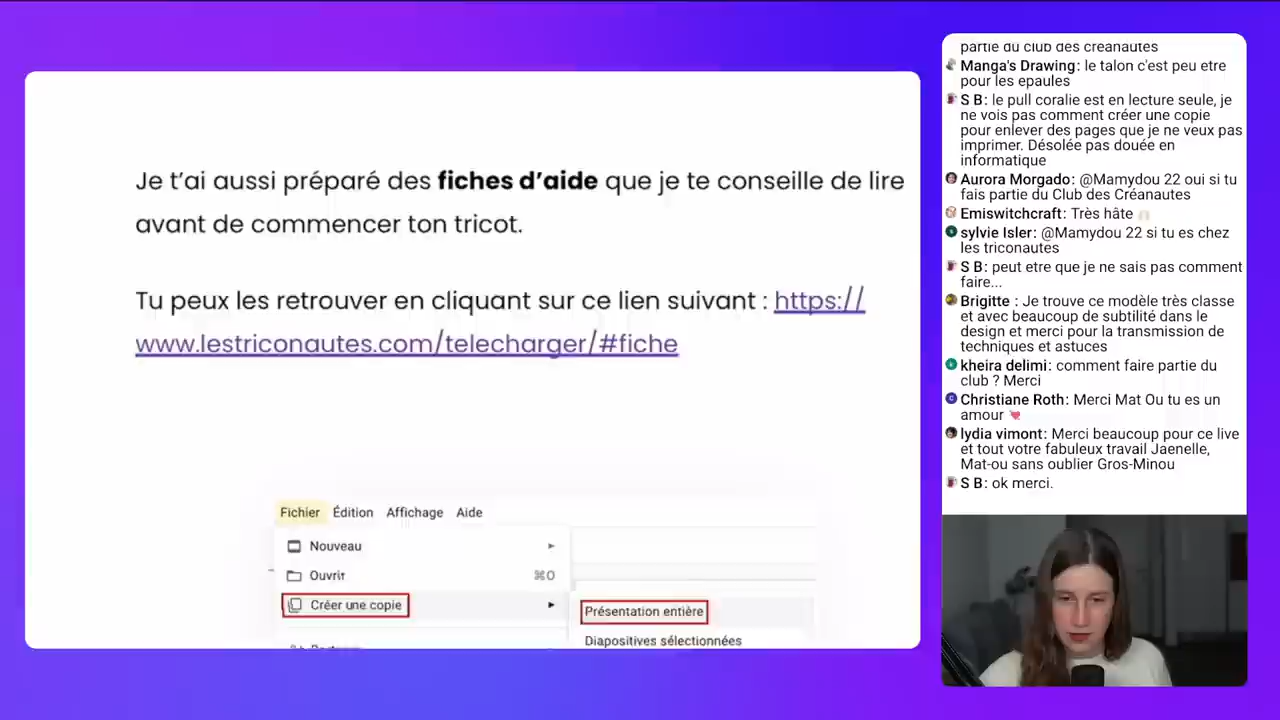 Je t’ai aussi préparé des fiches d’aide que je te conseille de lire
avant de commencer ton tricot.
Tu peux les retrouver en cliquant sur ce lien suivant : https://
www.lestriconautes.com/telecharger/#fiche
Fichier Édition Affichage Aide
Nouveau
Ouvrir ⌘O
Créer une copie
Présentation entière
Diapositives sélectionnées
partie du club des creanautes
Manga's Drawing: le talon c'est peu etre
pour les epaules
S B: le pull coralie est en lecture seule, je
ne vois pas comment créer une copie
pour enlever des pages que je ne veux pas
imprimer. Désolée pas douée en
informatique
Aurora Morgado: @Mamydou 22 oui si tu
fais partie du Club des Créanautes
Emiswitchcraft: Très hâte 🙌🏻
sylvie Isler: @Mamydou 22 si tu es chez
les triconautes
S B: peut etre que je ne sais pas comment
faire...
Brigitte : Je trouve ce modèle très classe
et avec beaucoup de subtilité dans le
design et merci pour la transmission de
techniques et astuces
kheira delimi: comment faire partie du
club ? Merci
Christiane Roth: Merci Mat Ou tu es un
amour 💘
lydia vimont: Merci beaucoup pour ce live
et tout votre fabuleux travail Jaenelle,
Mat-ou sans oublier Gros-Minou
S B: ok merci.